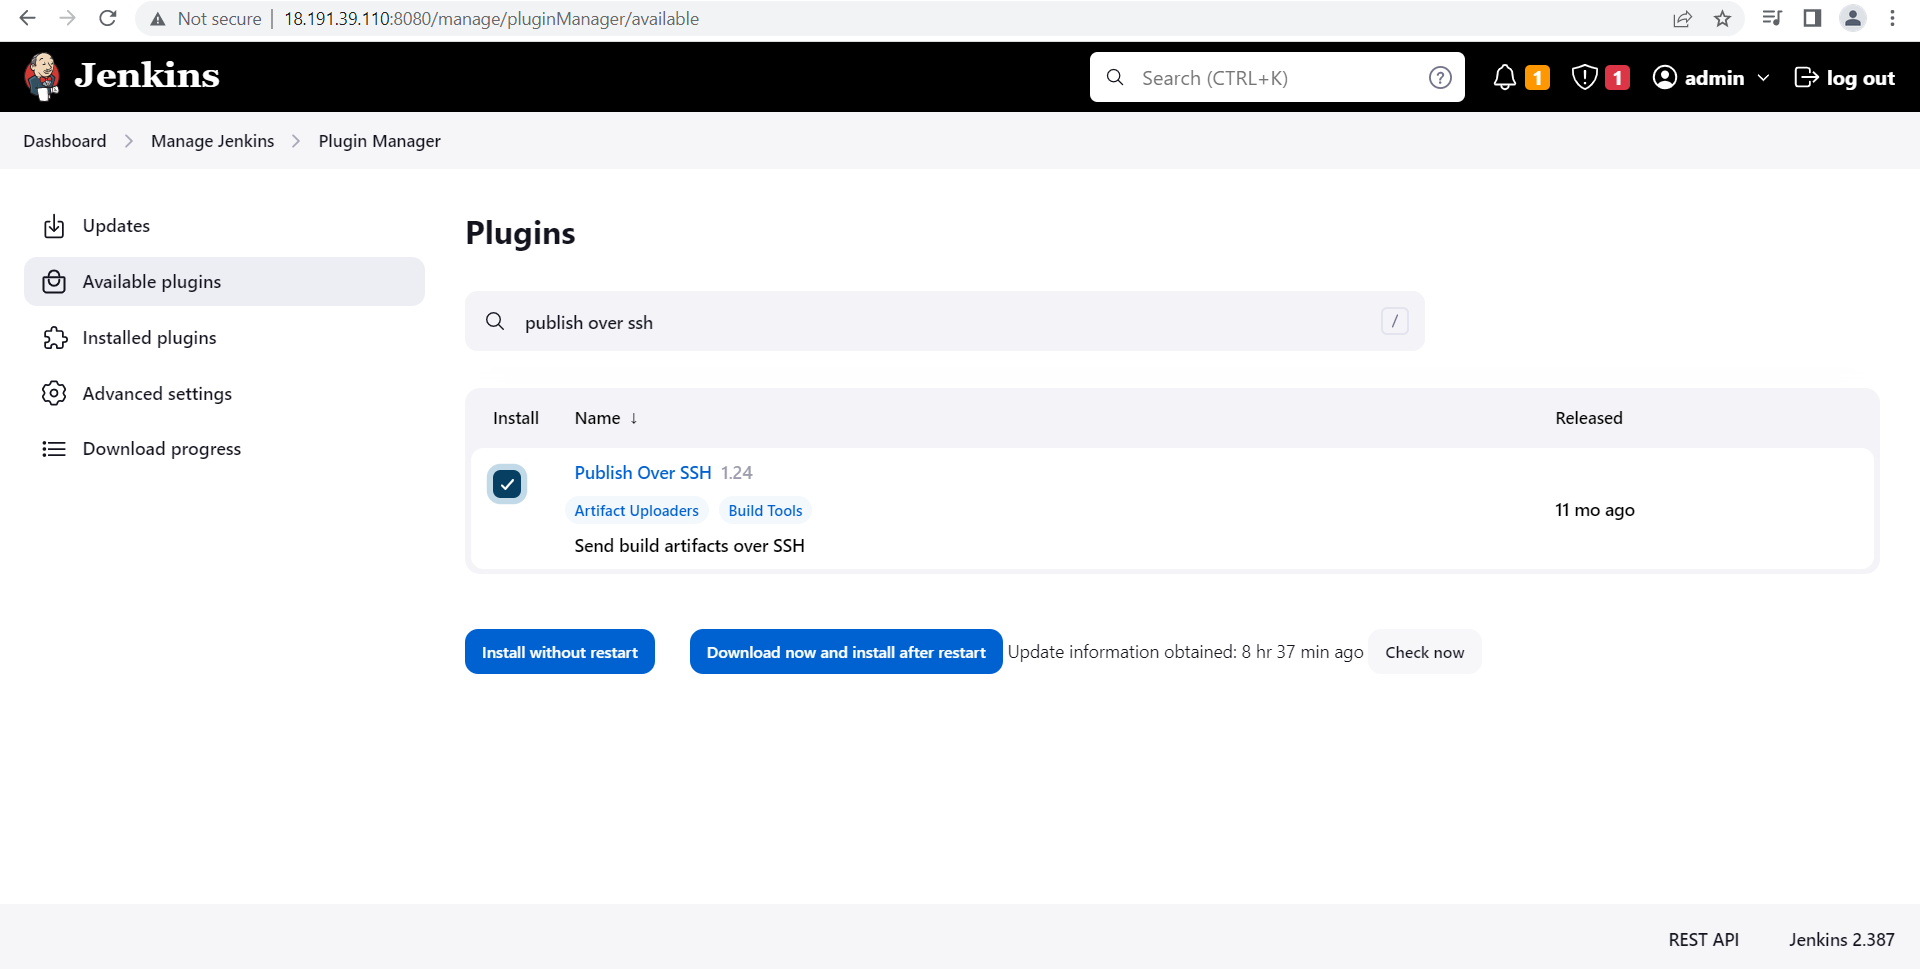 Not secure | 18.191.39.110:8080/manage/pluginManager/available
Jenkins
Search (CTRL+K) ?
1
1
admin
log out
Dashboard > Manage Jenkins > Plugin Manager
Updates
Available plugins
Installed plugins
Advanced settings
Download progress
Plugins
publish over ssh /
Install Name ↓ Released
Publish Over SSH 1.24
Artifact Uploaders Build Tools
11 mo ago
Send build artifacts over SSH
Install without restart Download now and install after restart Update information obtained: 8 hr 37 min ago Check now
REST API Jenkins 2.387